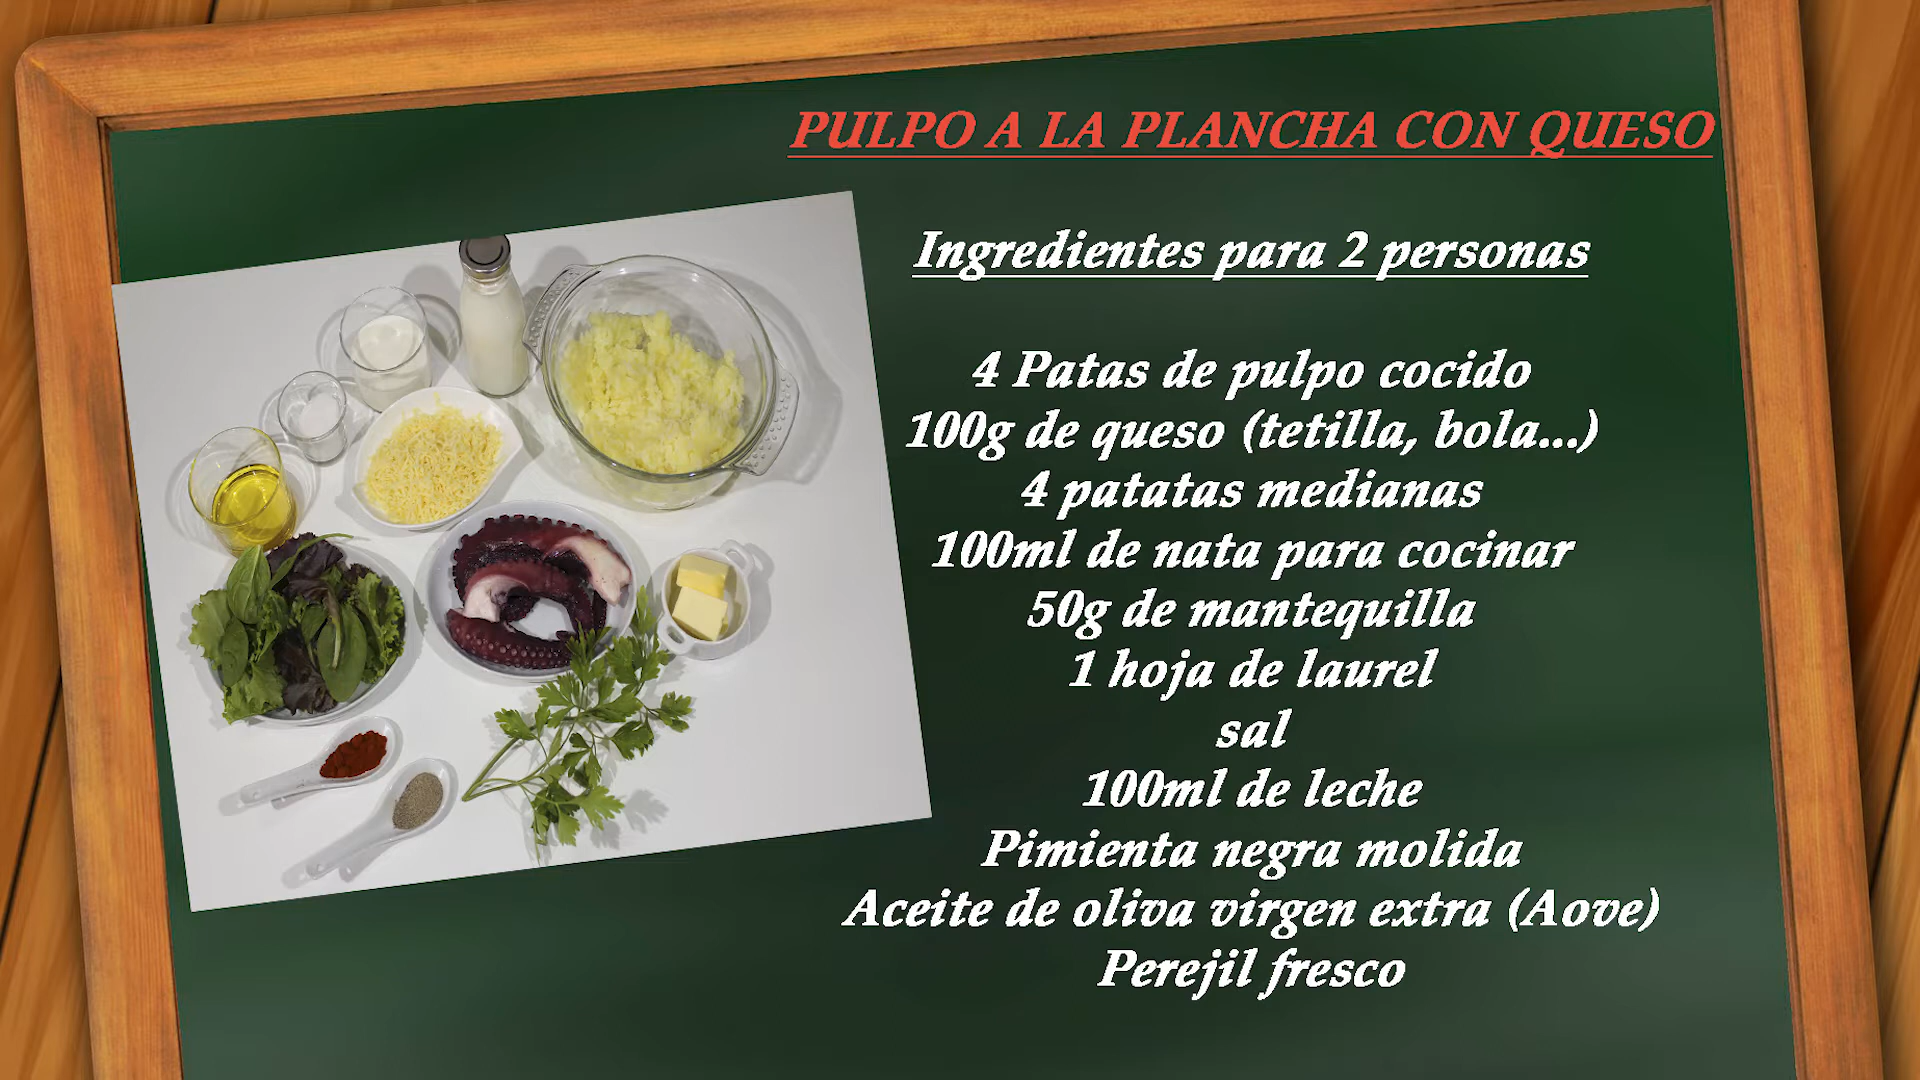 PULPO A LA PLANCHA CON QUESO
Ingredientes para 2 personas
4 Patas de pulpo cocido
100g de queso (tetilla, bola...)
4 patatas medianas
100ml de nata para cocinar
50g de mantequilla
1 hoja de laurel
sal
100ml de leche
Pimienta negra molida
Aceite de oliva virgen extra (Aove)
Perejil fresco